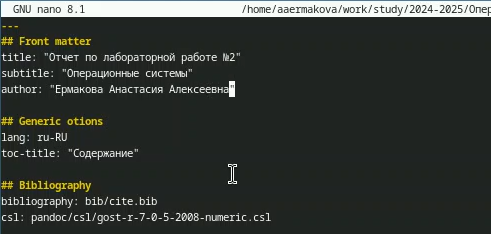 GNU nano 8.1 /home/aaermakova/work/study/2024-2025/Опер
---
## Front matter
title: "Отчет по лабораторной работе №2"
subtitle: "Операционные системы"
author: "Ермакова Анастасия Алексеевна"
## Generic otions
lang: ru-RU
toc-title: "Содержание"
## Bibliography
bibliography: bib/cite.bib
csl: pandoc/csl/gost-r-7-0-5-2008-numeric.csl